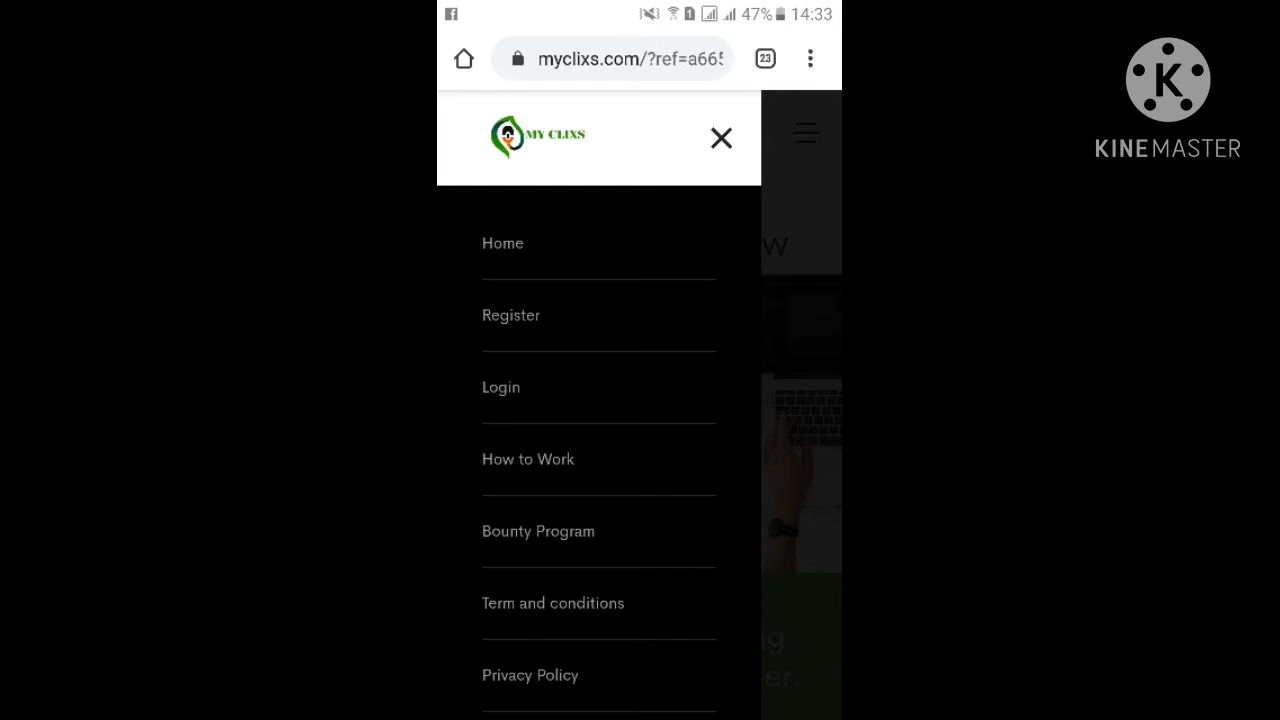 47% 14:33
myclixs.com/?ref=a665
23
MY CLIXS
KINEMASTER
Home
Register
Login
How to Work
Bounty Program
Term and conditions
Privacy Policy